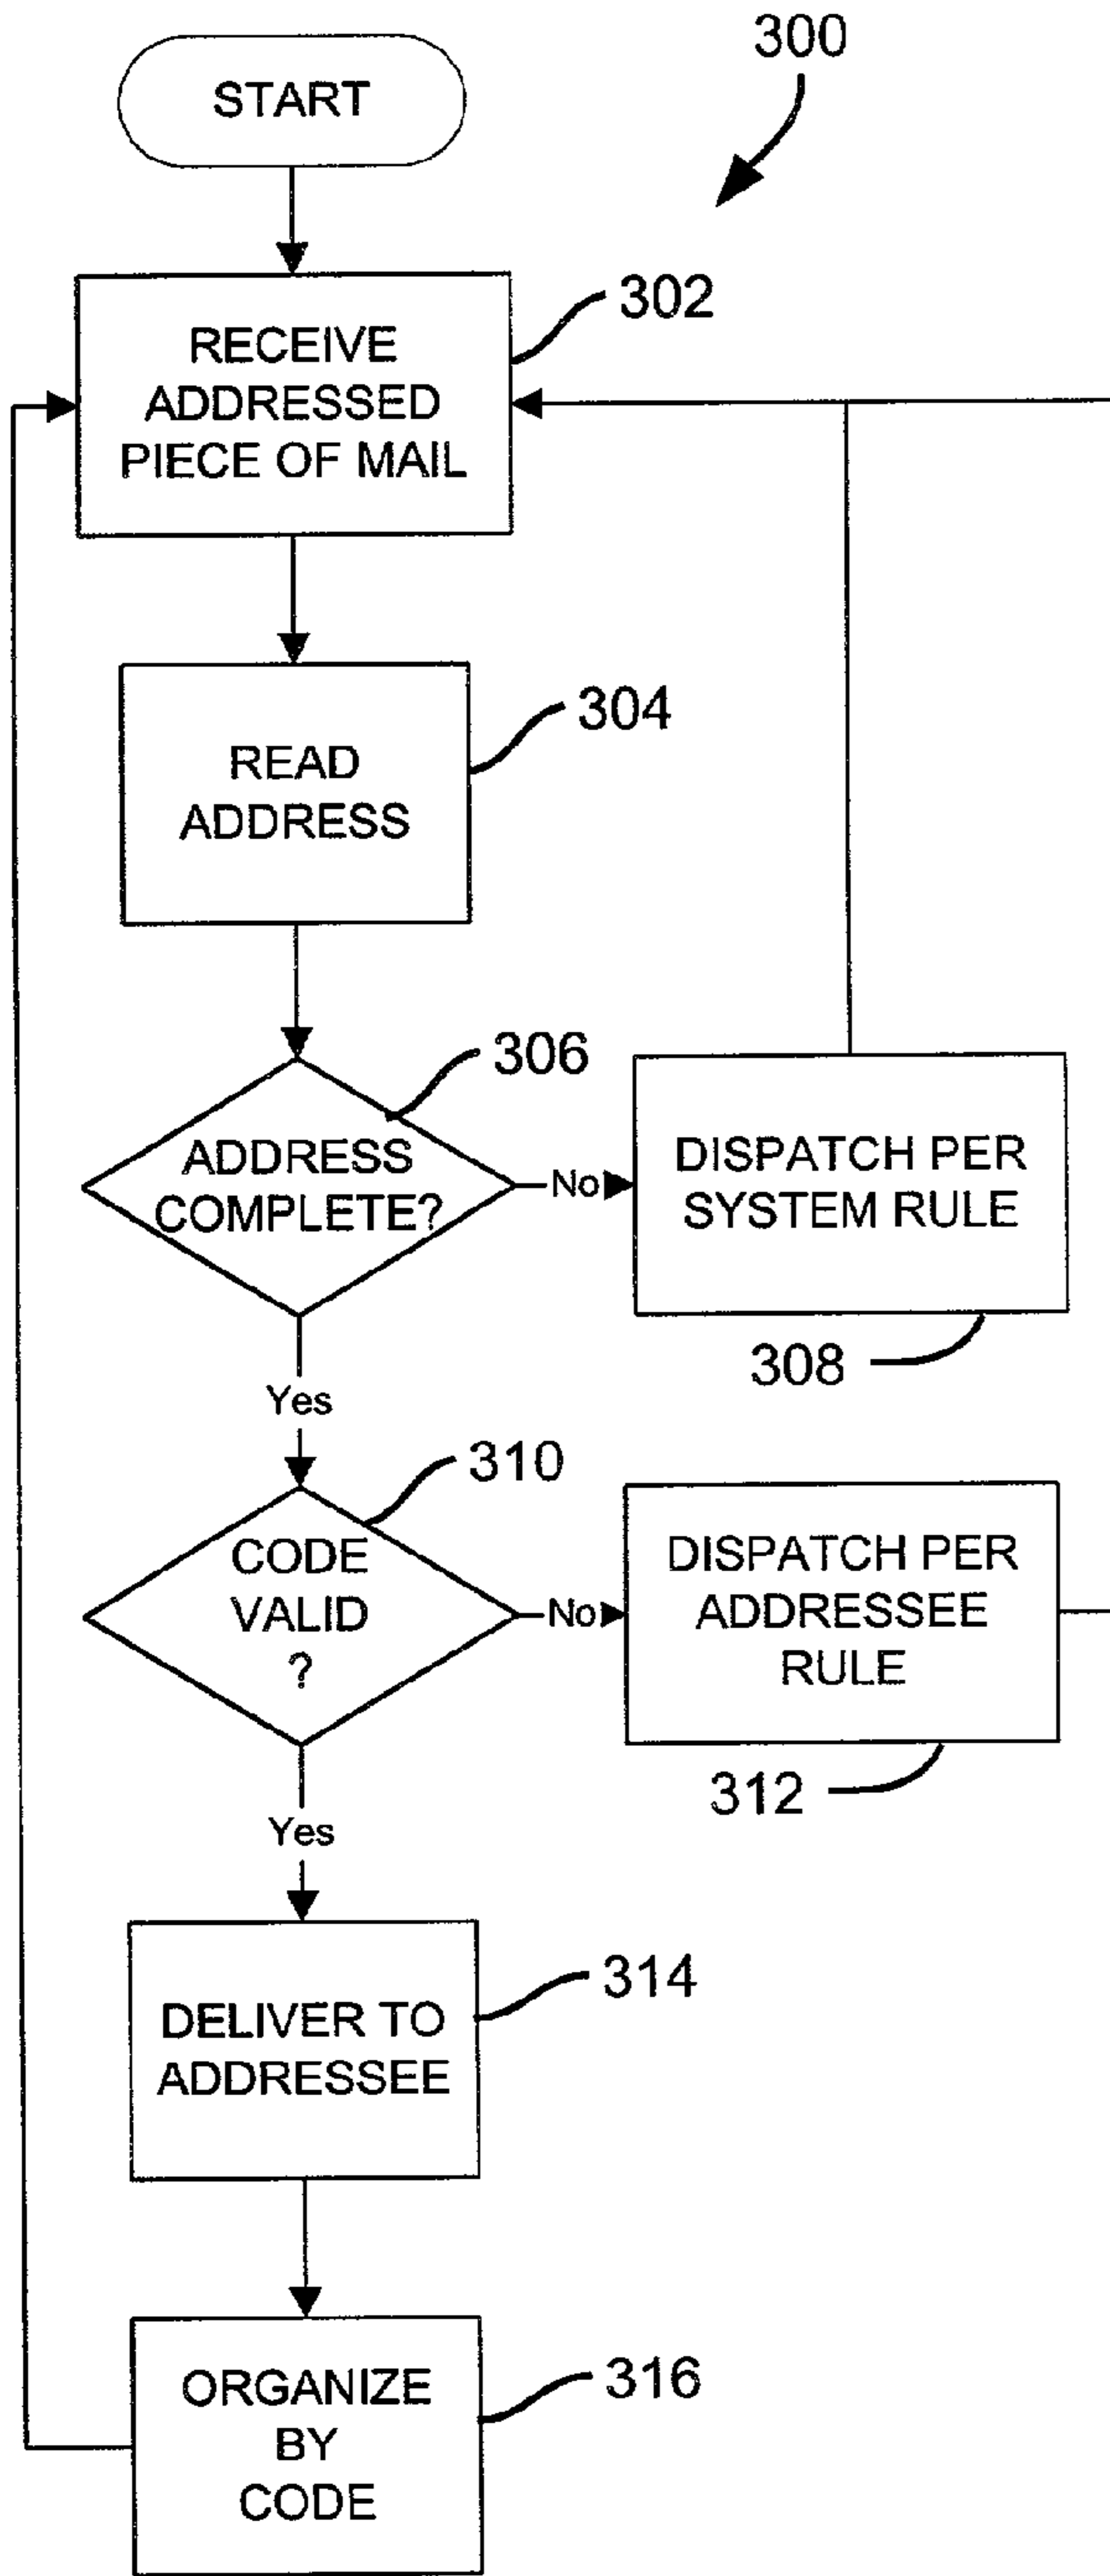 300
START
302
RECEIVE
ADDRESSED
PIECE OF MAIL
304
READ
ADDRESS
306
ADDRESS
COMPLETE?
No
DISPATCH PER
SYSTEM RULE
308
Yes
310
CODE
VALID
?
No
DISPATCH PER
ADDRESSEE
RULE
312
Yes
314
DELIVER TO
ADDRESSEE
316
ORGANIZE
BY
CODE